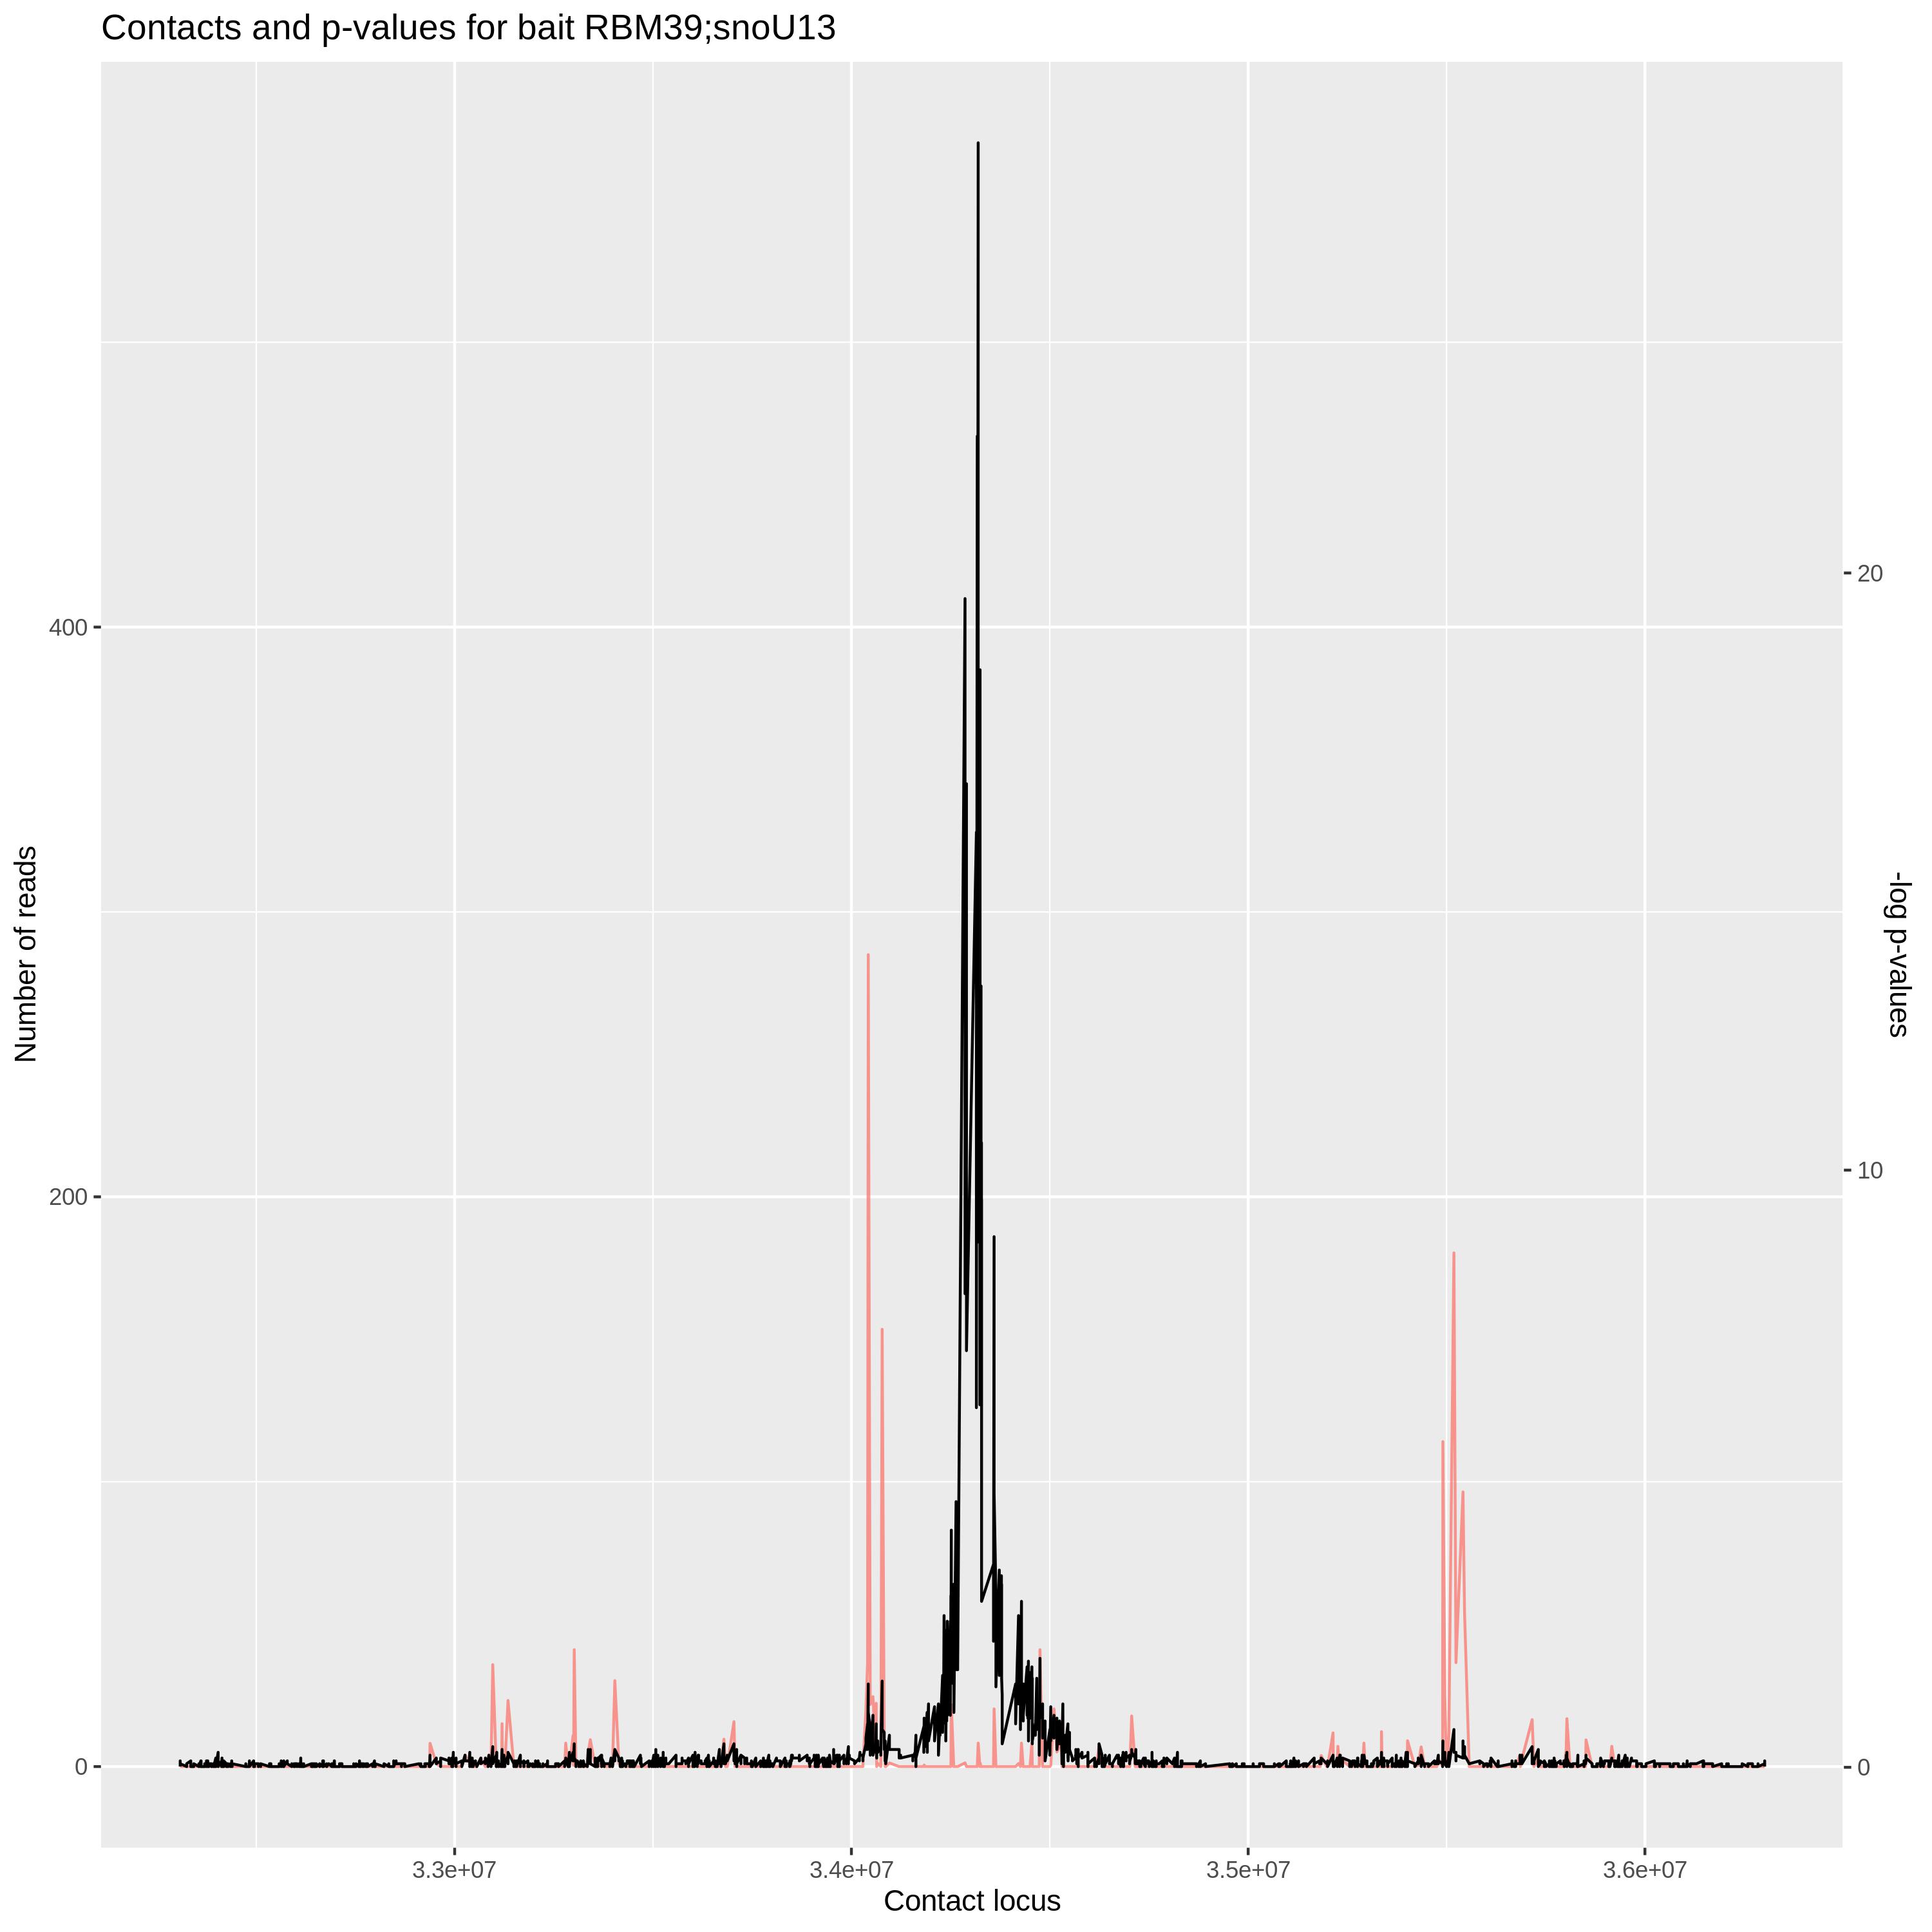 Contacts and p-values for bait RBM39;snoU13
Number of reads
400
200
0
20
10
0
-log p-values
3.3e+07
3.4e+07
3.5e+07
3.6e+07
Contact locus